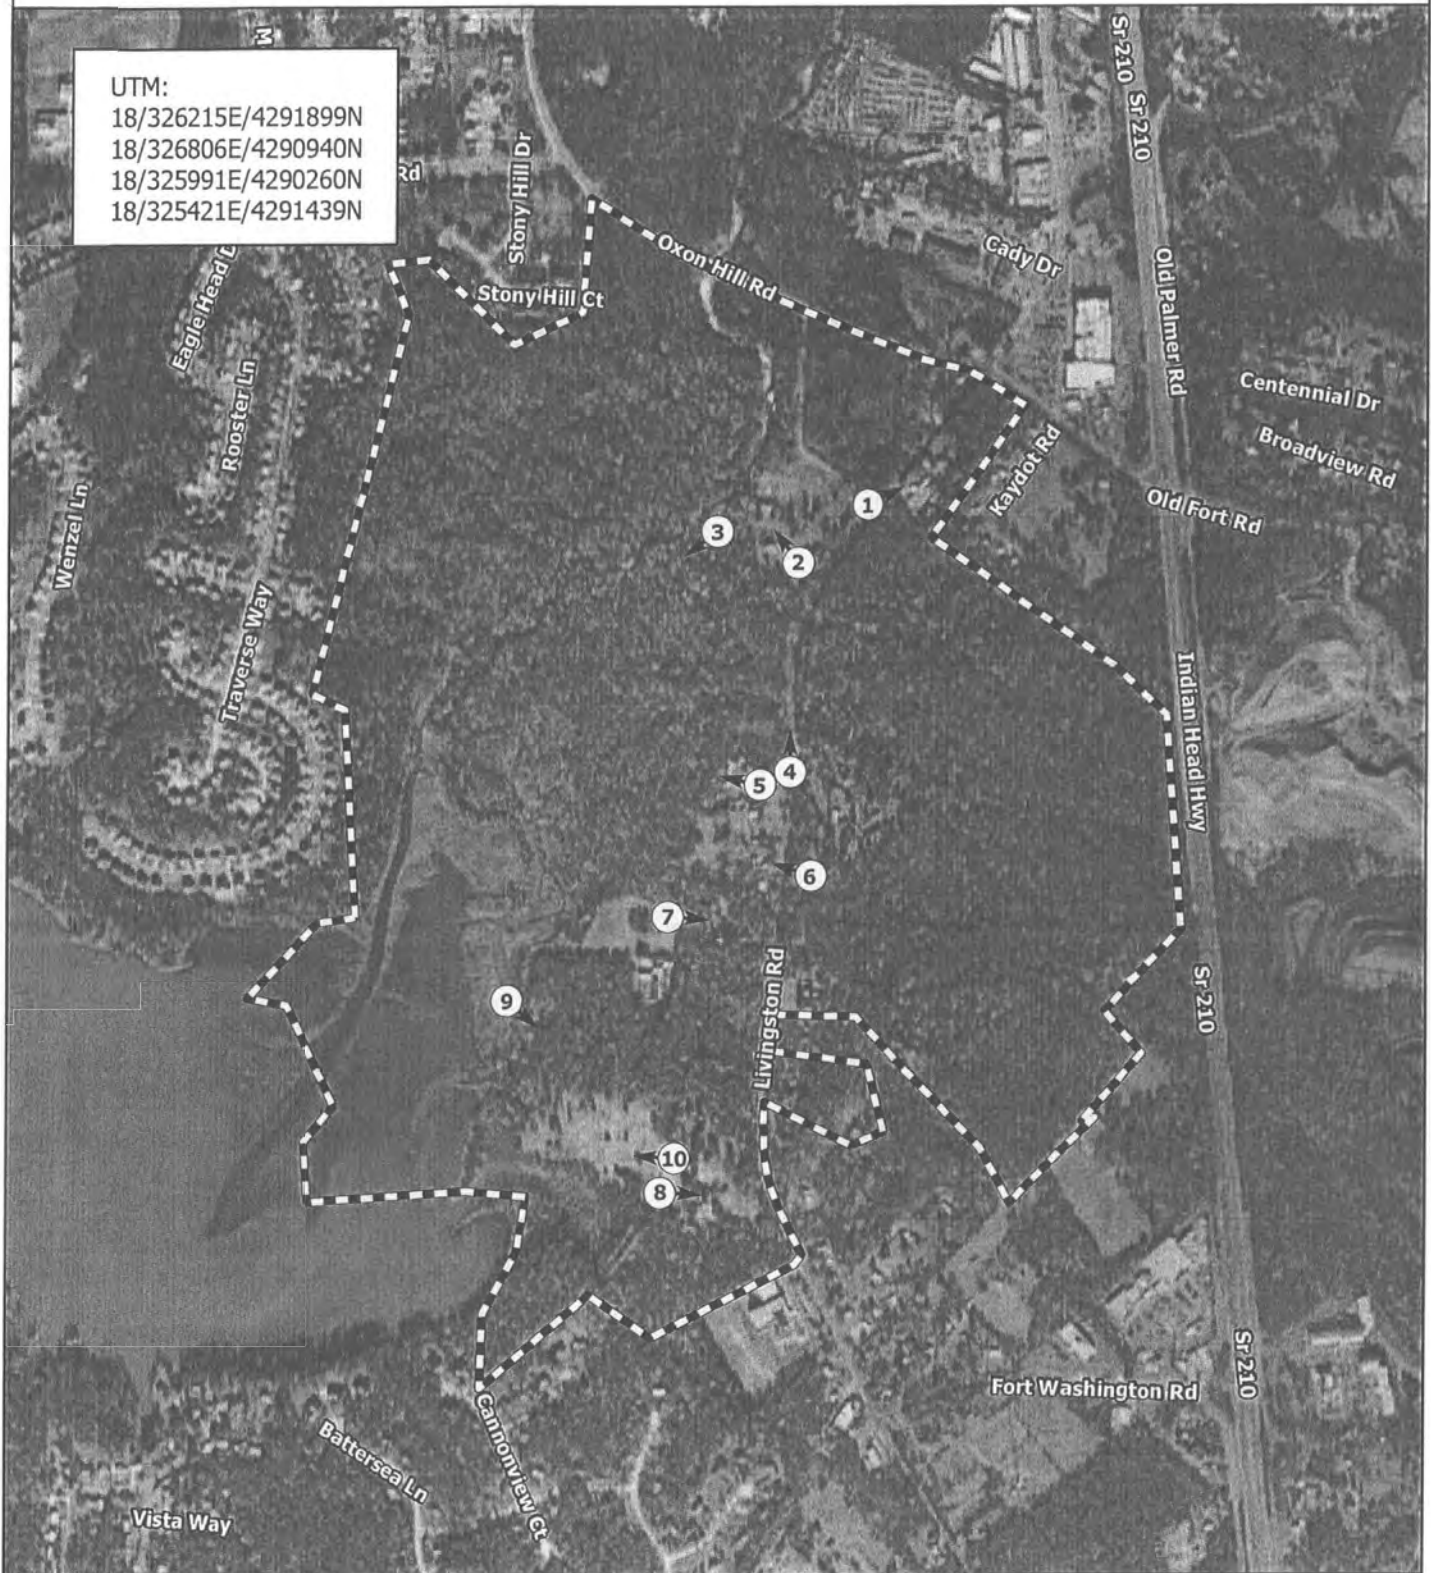 M
UTM:
18/326215E/4291899N
18/326806E/4290940N
18/325991E/4290260N
18/325421E/4291439N
Rd
Stony Hill Dr
Sr 210
Sr 210
Eagle Head D
Stony Hill Ct
Oxon Hill Rd
Cady Dr
Old Palmer Rd
Rooster Ln
Centennial Dr
Broadview Rd
Kaydot Rd
Old Fort Rd
Wenzel Ln
1
3
2
Traverse Way
Indian Head Hwy
4
5
6
7
9
Livingston Rd
Sr 210
10
8
Sr 210
Fort Washington Rd
Cannonview Ct
Battersea Ln
Vista Way